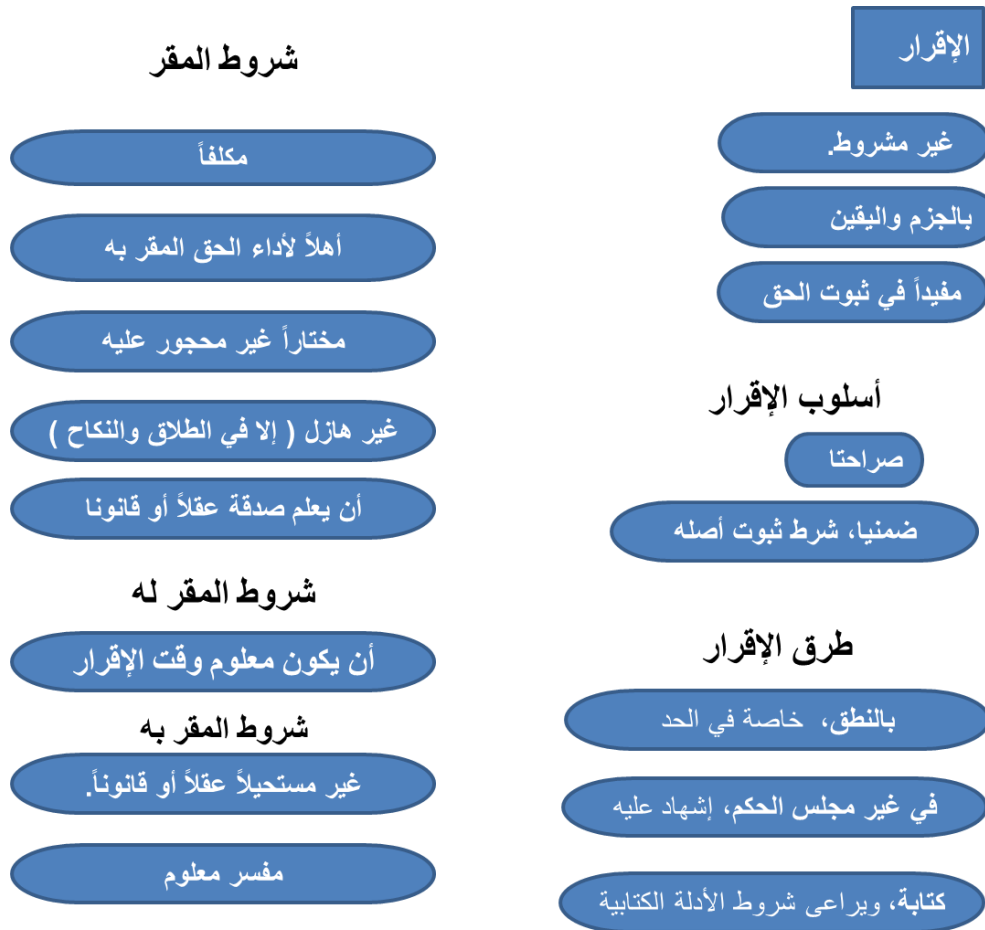 الإقرار
غير مشروط.
بالجزم واليقين
مفيداً في ثبوت الحق
أسلوب الإقرار
صراحتا
ضمنيا، شرط ثبوت أصله
طرق الإقرار
بالنطق، خاصة في الحد
في غير مجلس الحكم، إشهاد عليه
كتابة، ويراعى شروط الأدلة الكتابية
شروط المقر
مكلفاً
أهلاً لأداء الحق المقر به
مختاراً غير محجور عليه
غير هازل ( إلا في الطلاق والنكاح )
أن يعلم صدقة عقلاً أو قانونا
شروط المقر له
أن يكون معلوم وقت الإقرار
شروط المقر به
غير مستحيلاً عقلاً أو قانوناً.
مفسر معلوم